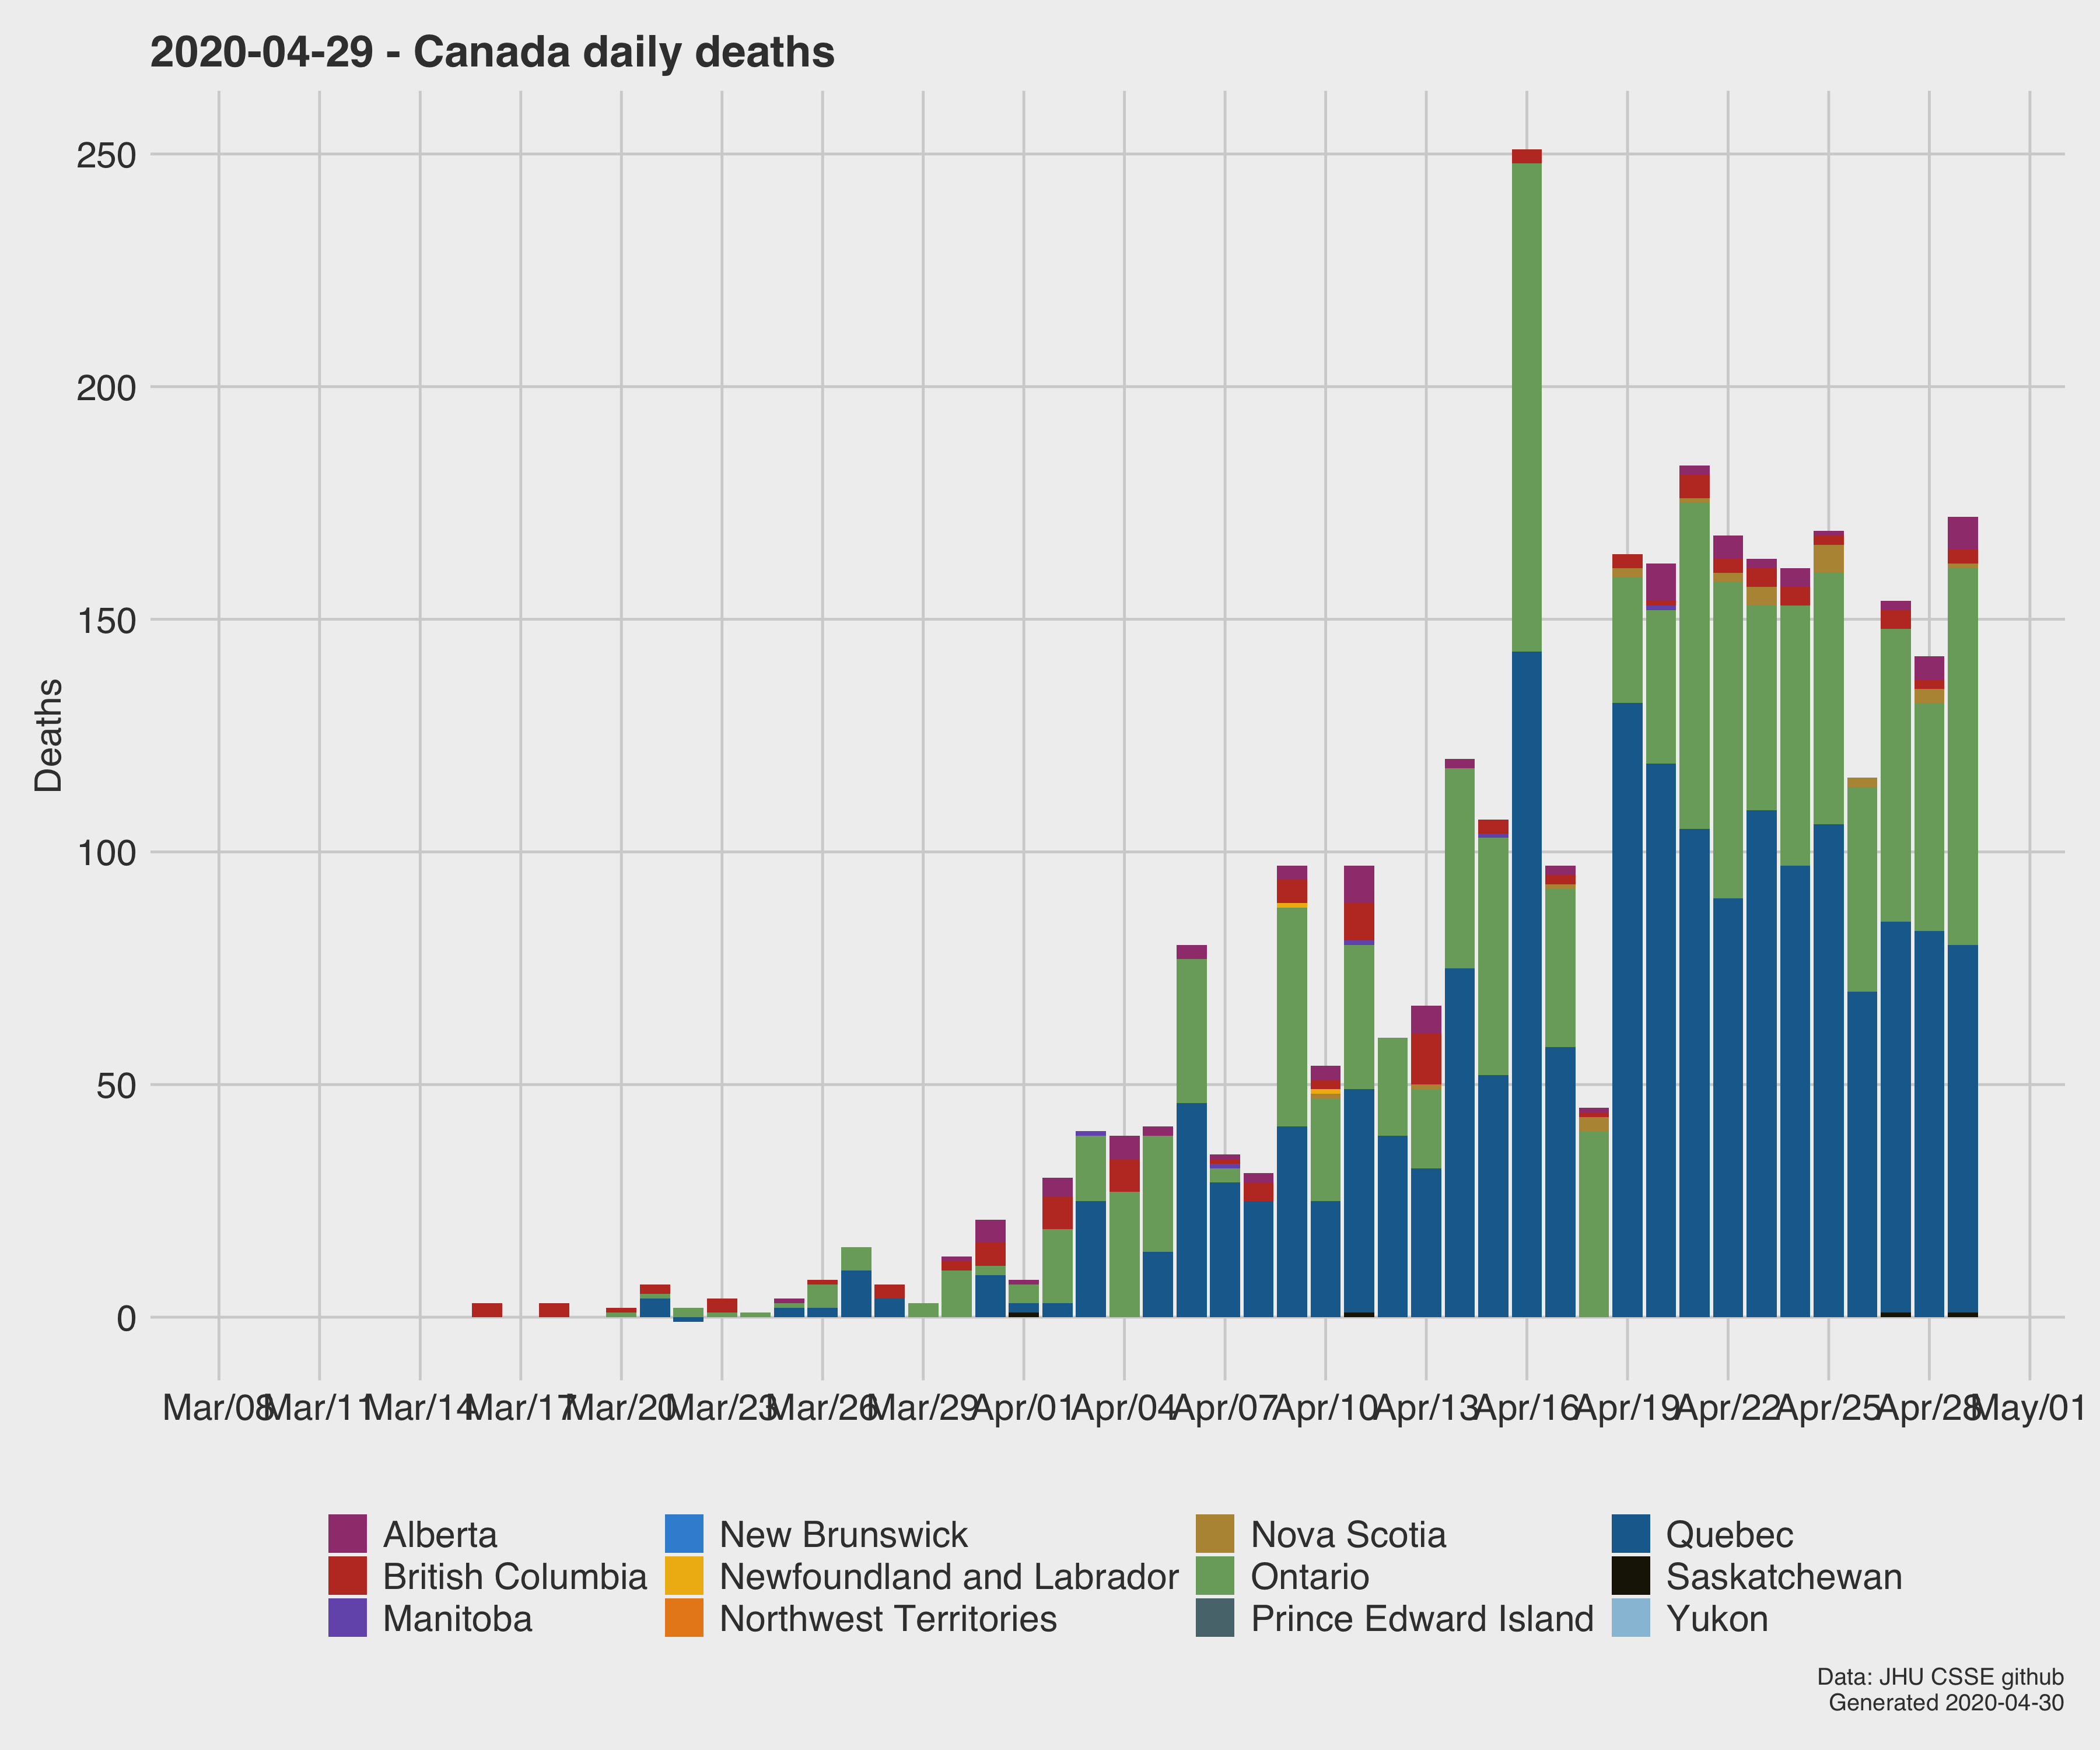 2020-04-29 - Canada daily deaths
250
200
150
100
50
0
Deaths
Mar/08 Mar/11 Mar/14 Mar/17 Mar/20 Mar/23 Mar/26 Mar/29 Apr/01 Apr/04 Apr/07 Apr/10 Apr/13 Apr/16 Apr/19 Apr/22 Apr/25 Apr/28 May/01
Alberta New Brunswick Nova Scotia Quebec
British Columbia Newfoundland and Labrador Ontario Saskatchewan
Manitoba Northwest Territories Prince Edward Island Yukon
Data: JHU CSSE github
Generated 2020-04-30